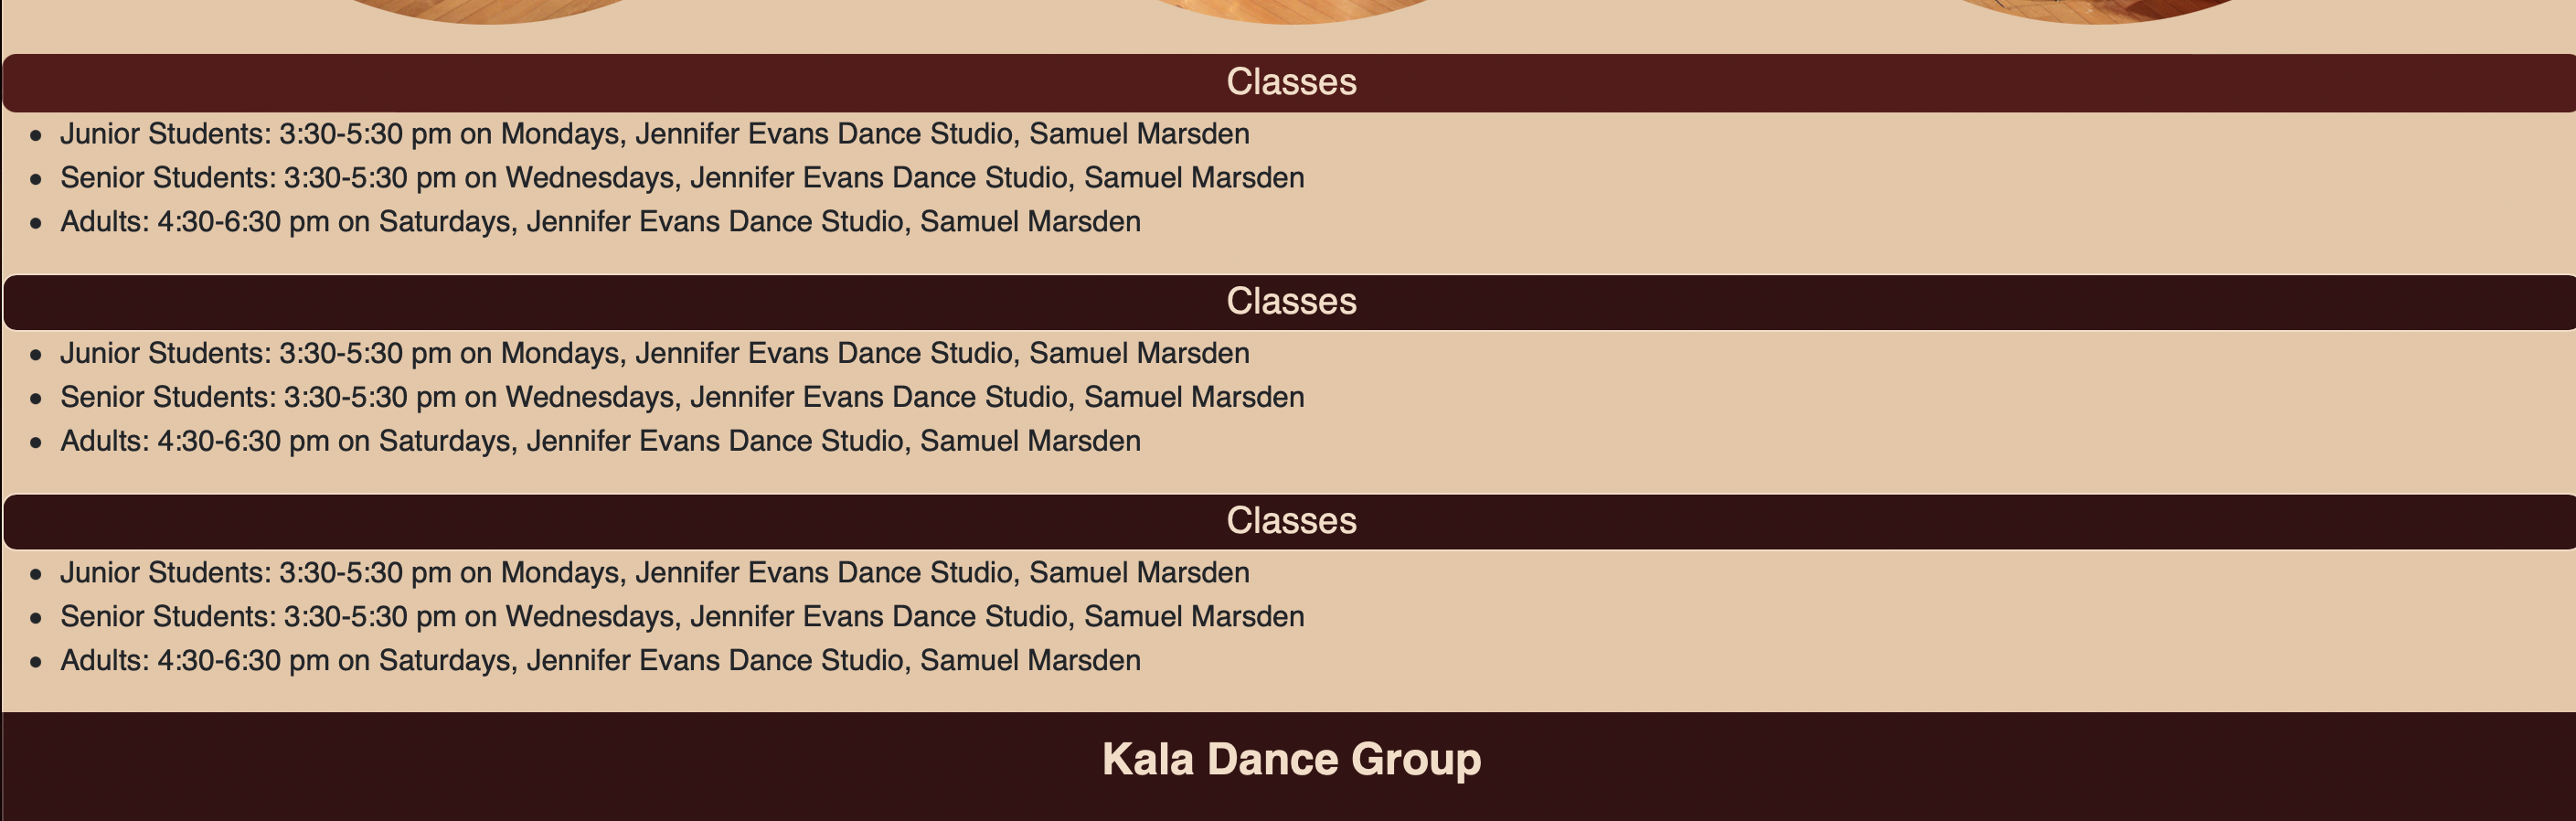 Classes
• Junior Students: 3:30-5:30 pm on Mondays, Jennifer Evans Dance Studio, Samuel Marsden
• Senior Students: 3:30-5:30 pm on Wednesdays, Jennifer Evans Dance Studio, Samuel Marsden
• Adults: 4:30-6:30 pm on Saturdays, Jennifer Evans Dance Studio, Samuel Marsden
Classes
• Junior Students: 3:30-5:30 pm on Mondays, Jennifer Evans Dance Studio, Samuel Marsden
• Senior Students: 3:30-5:30 pm on Wednesdays, Jennifer Evans Dance Studio, Samuel Marsden
• Adults: 4:30-6:30 pm on Saturdays, Jennifer Evans Dance Studio, Samuel Marsden
Classes
• Junior Students: 3:30-5:30 pm on Mondays, Jennifer Evans Dance Studio, Samuel Marsden
• Senior Students: 3:30-5:30 pm on Wednesdays, Jennifer Evans Dance Studio, Samuel Marsden
• Adults: 4:30-6:30 pm on Saturdays, Jennifer Evans Dance Studio, Samuel Marsden
Kala Dance Group